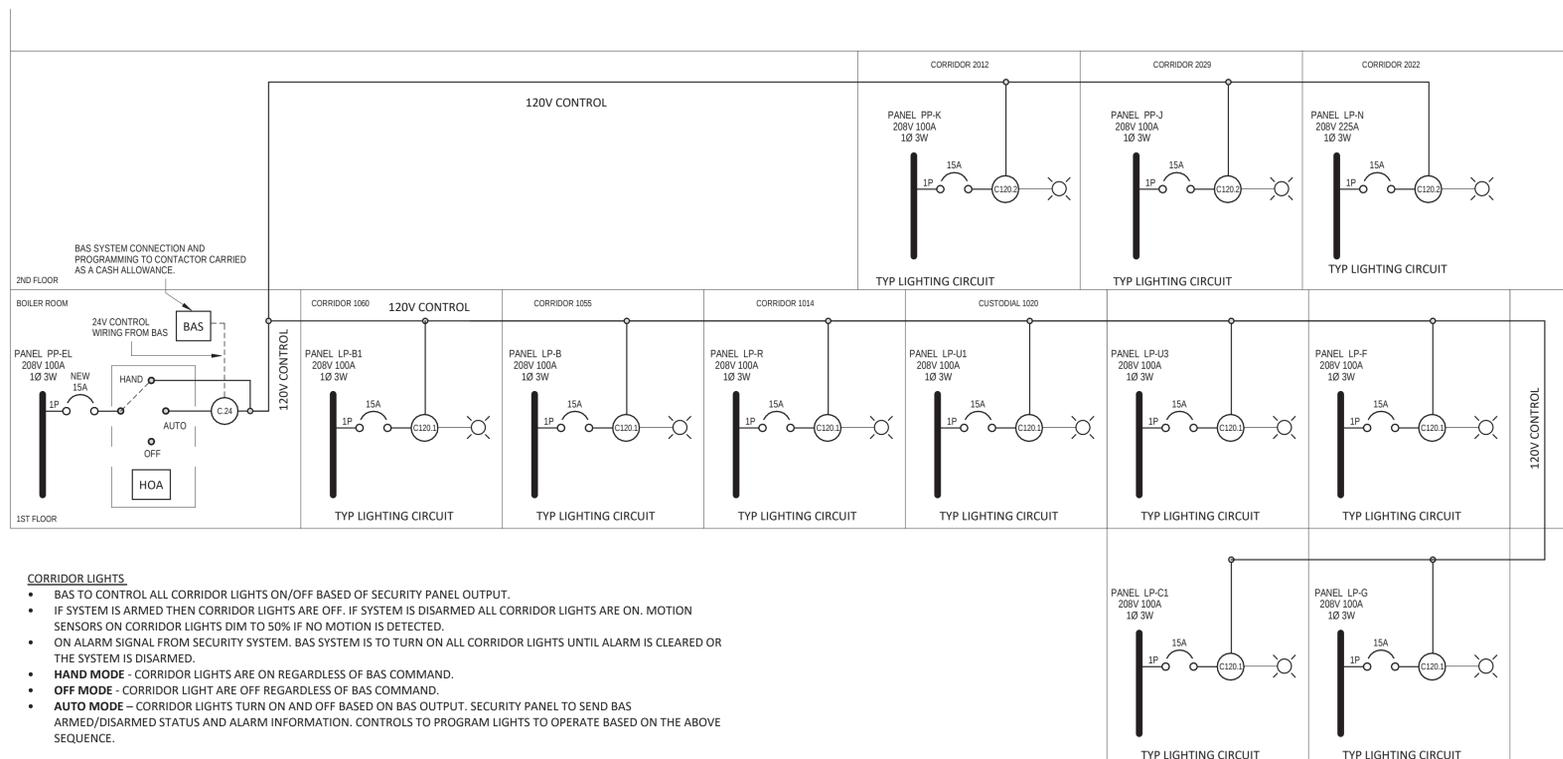 CORRIDOR 2012
CORRIDOR 2029
CORRIDOR 2022
120V CONTROL
PANEL PP-K
208V 100A
1Ø 3W
15A
1P
C120.2
TYP LIGHTING CIRCUIT
PANEL PP-J
208V 100A
1Ø 3W
15A
1P
C120.2
TYP LIGHTING CIRCUIT
PANEL LP-N
208V 225A
1Ø 3W
15A
1P
C120.2
TYP LIGHTING CIRCUIT
BAS SYSTEM CONNECTION AND
PROGRAMMING TO CONTACTOR CARRIED
AS A CASH ALLOWANCE.
2ND FLOOR
BOILER ROOM
24V CONTROL
WIRING FROM BAS
BAS
PANEL PP-EL
208V 100A
1Ø 3W
NEW
15A
1P
HAND
AUTO
OFF
HOA
C.24
120V CONTROL
1ST FLOOR
CORRIDOR 1060
120V CONTROL
PANEL LP-B1
208V 100A
1Ø 3W
15A
1P
C120.1
TYP LIGHTING CIRCUIT
CORRIDOR 1055
PANEL LP-B
208V 100A
1Ø 3W
15A
1P
C120.1
TYP LIGHTING CIRCUIT
CORRIDOR 1014
PANEL LP-R
208V 100A
1Ø 3W
15A
1P
C120.1
TYP LIGHTING CIRCUIT
CUSTODIAL 1020
PANEL LP-U1
208V 100A
1Ø 3W
15A
1P
C120.1
TYP LIGHTING CIRCUIT
PANEL LP-U3
208V 100A
1Ø 3W
15A
1P
C120.1
TYP LIGHTING CIRCUIT
PANEL LP-F
208V 100A
1Ø 3W
15A
1P
C120.1
TYP LIGHTING CIRCUIT
120V CONTROL
PANEL LP-C1
208V 100A
1Ø 3W
15A
1P
C120.1
TYP LIGHTING CIRCUIT
PANEL LP-G
208V 100A
1Ø 3W
15A
1P
C120.1
TYP LIGHTING CIRCUIT
CORRIDOR LIGHTS
• BAS TO CONTROL ALL CORRIDOR LIGHTS ON/OFF BASED OF SECURITY PANEL OUTPUT.
• IF SYSTEM IS ARMED THEN CORRIDOR LIGHTS ARE OFF. IF SYSTEM IS DISARMED ALL CORRIDOR LIGHTS ARE ON. MOTION
SENSORS ON CORRIDOR LIGHTS DIM TO 50% IF NO MOTION IS DETECTED.
• ON ALARM SIGNAL FROM SECURITY SYSTEM. BAS SYSTEM IS TO TURN ON ALL CORRIDOR LIGHTS UNTIL ALARM IS CLEARED OR
THE SYSTEM IS DISARMED.
• HAND MODE - CORRIDOR LIGHTS ARE ON REGARDLESS OF BAS COMMAND.
• OFF MODE - CORRIDOR LIGHT ARE OFF REGARDLESS OF BAS COMMAND.
• AUTO MODE – CORRIDOR LIGHTS TURN ON AND OFF BASED ON BAS OUTPUT. SECURITY PANEL TO SEND BAS
ARMED/DISARMED STATUS AND ALARM INFORMATION. CONTROLS TO PROGRAM LIGHTS TO OPERATE BASED ON THE ABOVE
SEQUENCE.